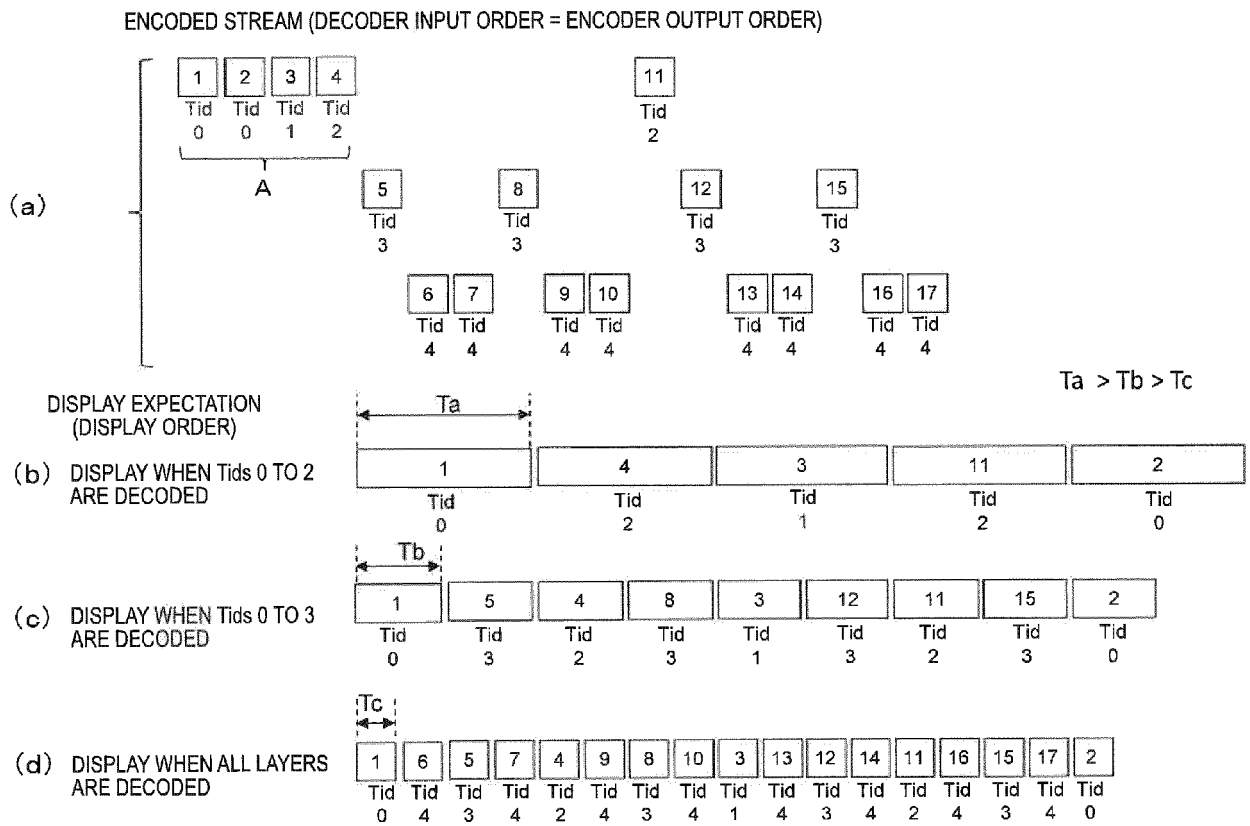 ENCODED STREAM (DECODER INPUT ORDER = ENCODER OUTPUT ORDER)
1 2 3 4 11
Tid Tid Tid Tid Tid
0 0 1 2 2
A
(a)
5 8 12 15
Tid Tid Tid Tid
3 3 3 3
6 7 9 10 13 14 16 17
Tid Tid Tid Tid Tid Tid Tid Tid
4 4 4 4 4 4 4 4
Ta > Tb > Tc
DISPLAY EXPECTATION
(DISPLAY ORDER)
Ta
(b) DISPLAY WHEN Tids 0 TO 2
ARE DECODED
1 4 3 11 2
Tid Tid Tid Tid Tid
0 2 1 2 0
Tb
(c) DISPLAY WHEN Tids 0 TO 3
ARE DECODED
1 5 4 8 3 12 11 15 2
Tid Tid Tid Tid Tid Tid Tid Tid Tid
0 3 2 3 1 3 2 3 0
Tc
(d) DISPLAY WHEN ALL LAYERS
ARE DECODED
1 6 5 7 4 9 8 10 3 13 12 14 11 16 15 17 2
Tid Tid Tid Tid Tid Tid Tid Tid Tid Tid Tid Tid Tid Tid Tid Tid Tid
0 4 3 4 2 4 3 4 1 4 3 4 2 4 3 4 0